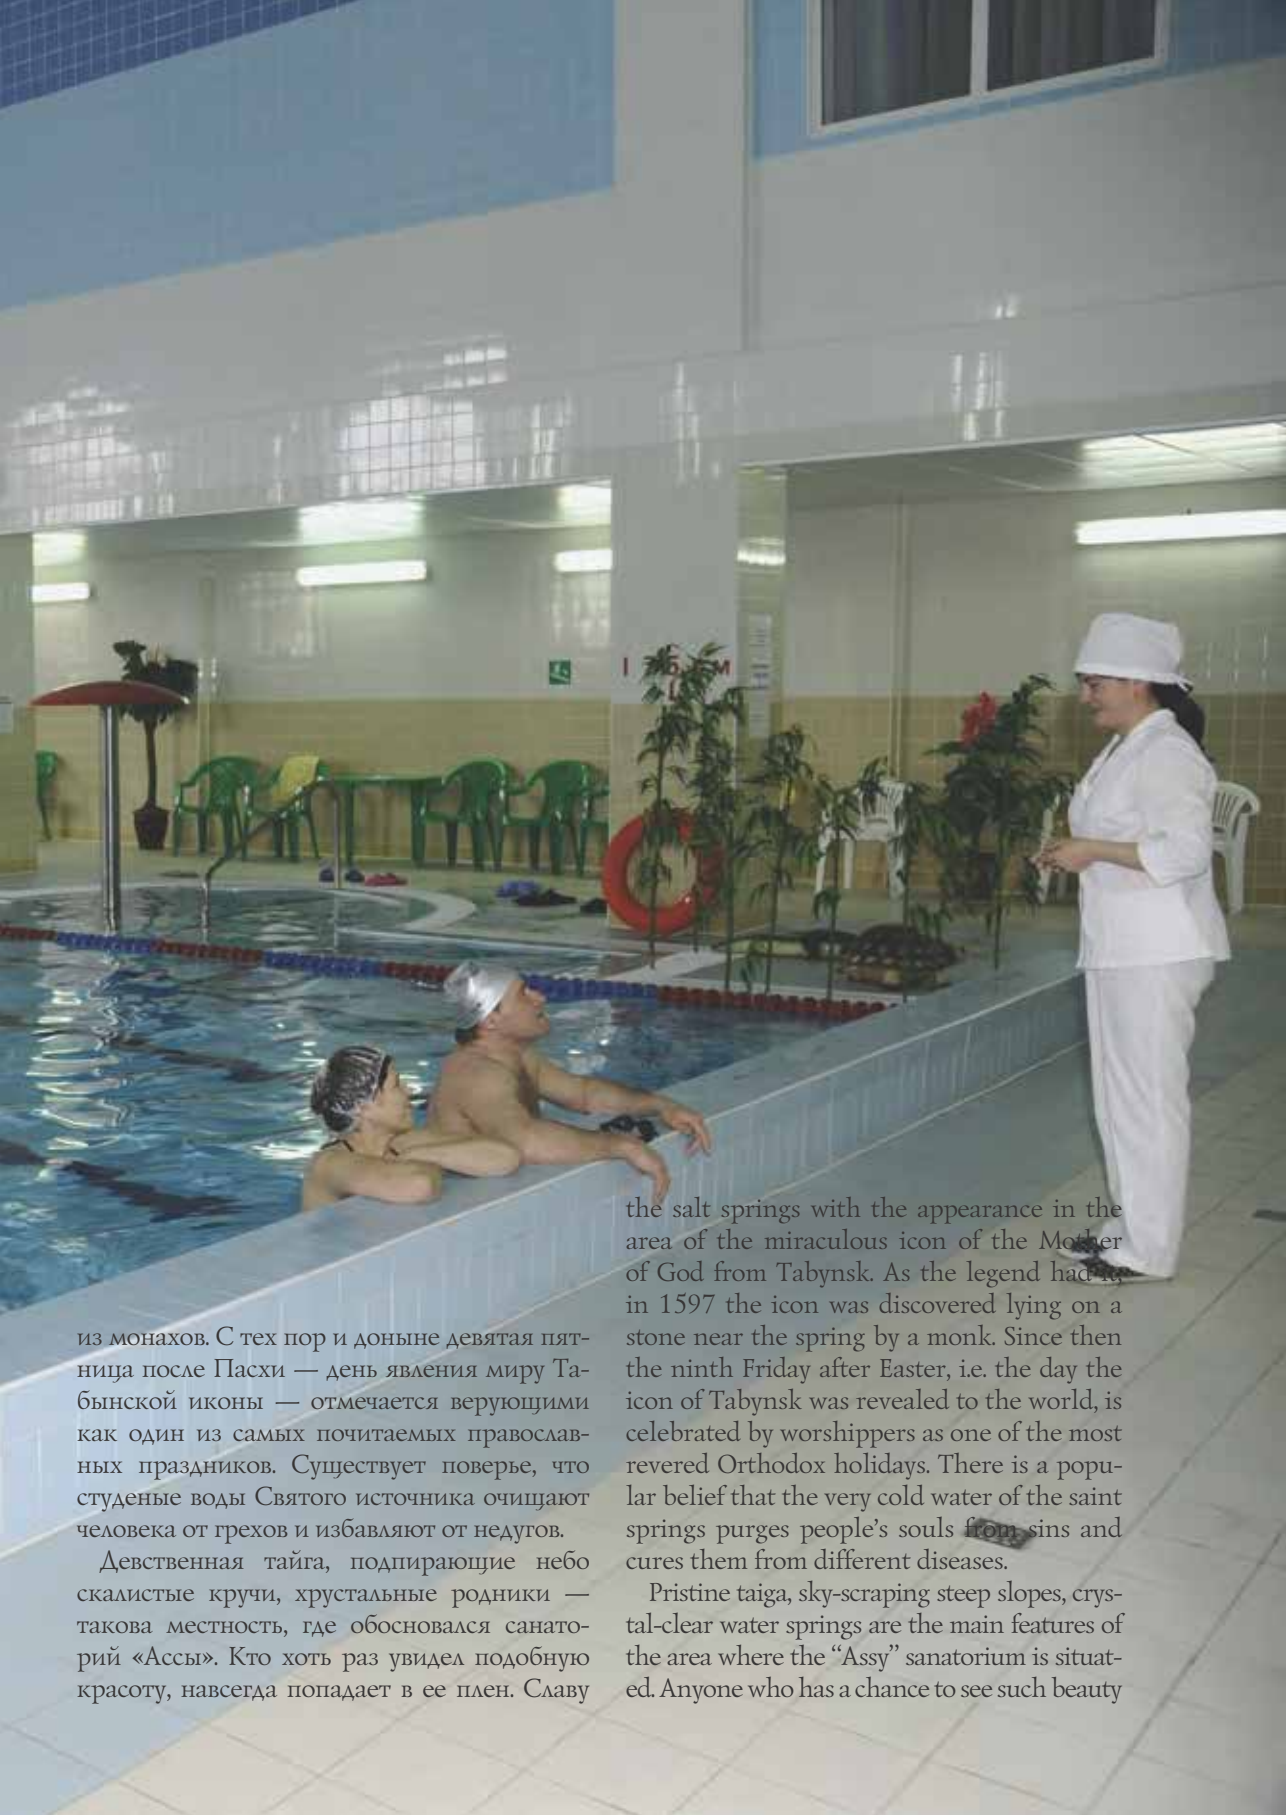 из монахов. С тех пор и доныне девятая пят-
ница после Пасхи — день явления миру Та-
бынской иконы — отмечается верующими
как один из самых почитаемых православ-
ных праздников. Существует поверье, что
студеные воды Святого источника очищают
человека от грехов и избавляют от недугов.
Девственная тайга, подпирающие небо
скалистые кручи, хрустальные родники —
такова местность, где обосновался санато-
рий «Ассы». Кто хоть раз увидел подобную
красоту, навсегда попадает в ее плен. Славу
the salt springs with the appearance in the
area of the miraculous icon of the Mother
of God from Tabynsk. As the legend had it,
in 1597 the icon was discovered lying on a
stone near the spring by a monk. Since then
the ninth Friday after Easter, i.e. the day the
icon of Tabynsk was revealed to the world, is
celebrated by worshippers as one of the most
revered Orthodox holidays. There is a popu-
lar belief that the very cold water of the saint
springs purges people’s souls from sins and
cures them from different diseases.
Pristine taiga, sky-scraping steep slopes, crys-
tal-clear water springs are the main features of
the area where the “Assy” sanatorium is situat-
ed. Anyone who has a chance to see such beauty